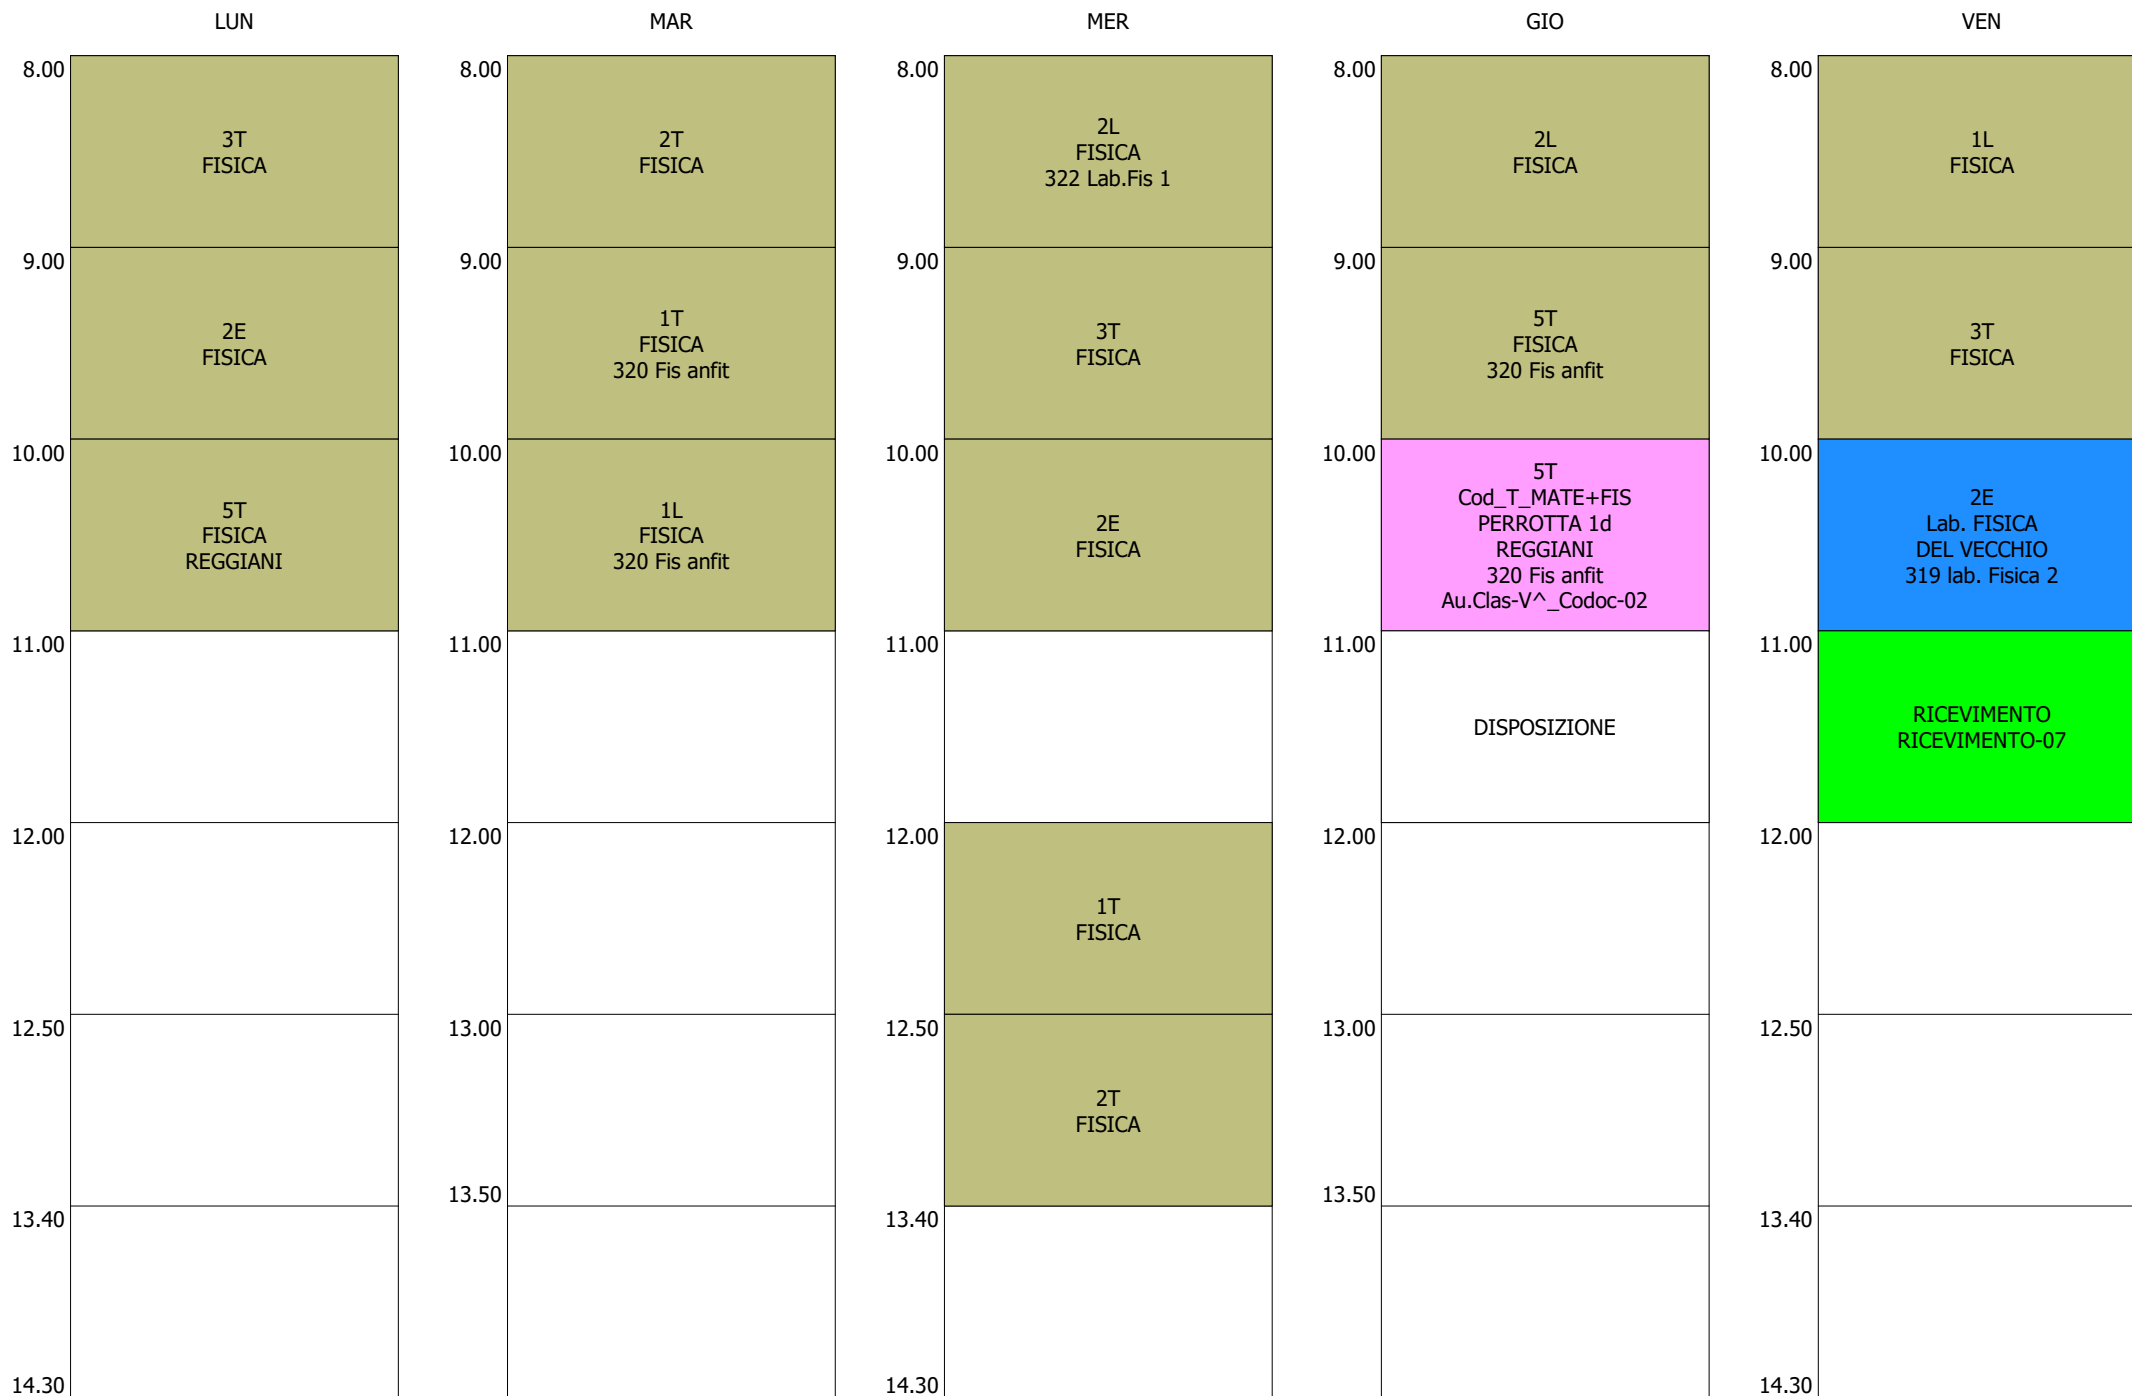 LUN
MAR
MER
GIO
VEN
8.00
3T
FISICA
9.00
2E
FISICA
10.00
5T
FISICA
REGGIANI
11.00
12.00
12.50
13.40
14.30
8.00
2T
FISICA
9.00
1T
FISICA
320 Fis anfit
10.00
1L
FISICA
320 Fis anfit
11.00
12.00
13.00
13.50
8.00
2L
FISICA
322 Lab.Fis 1
9.00
3T
FISICA
10.00
2E
FISICA
11.00
12.00
1T
FISICA
12.50
2T
FISICA
13.40
14.30
8.00
2L
FISICA
9.00
5T
FISICA
320 Fis anfit
10.00
5T
Cod_T_MATE+FIS
PERROTTA 1d
REGGIANI
320 Fis anfit
Au.Clas-V^_Codoc-02
11.00
DISPOSIZIONE
12.00
13.00
13.50
8.00
1L
FISICA
9.00
3T
FISICA
10.00
2E
Lab. FISICA
DEL VECCHIO
319 lab. Fisica 2
11.00
RICEVIMENTO
RICEVIMENTO-07
12.00
12.50
13.40
14.30